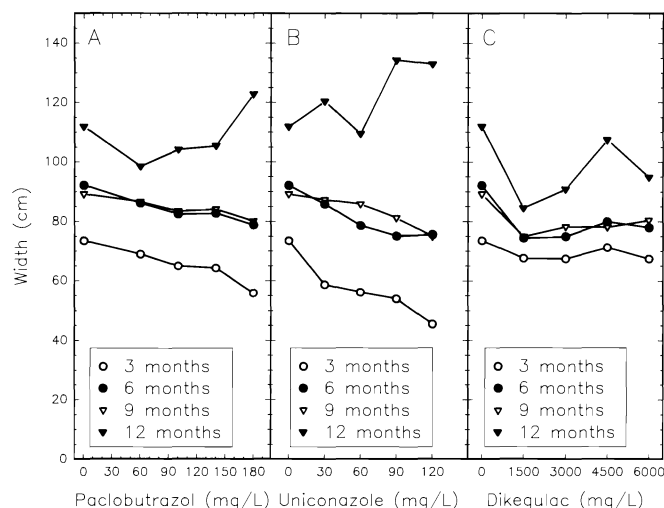 A B C
Width (cm)
150
140
120
100
80
60
40
20
0
3 months
6 months
9 months
12 months
3 months
6 months
9 months
12 months
3 months
6 months
9 months
12 months
0 30 60 90 120 150 180
0 30 60 90 120
0 1500 3000 4500 6000
Paclobutrazol (mg/L) Uniconazole (mg/L) Dikegulac (mg/L)